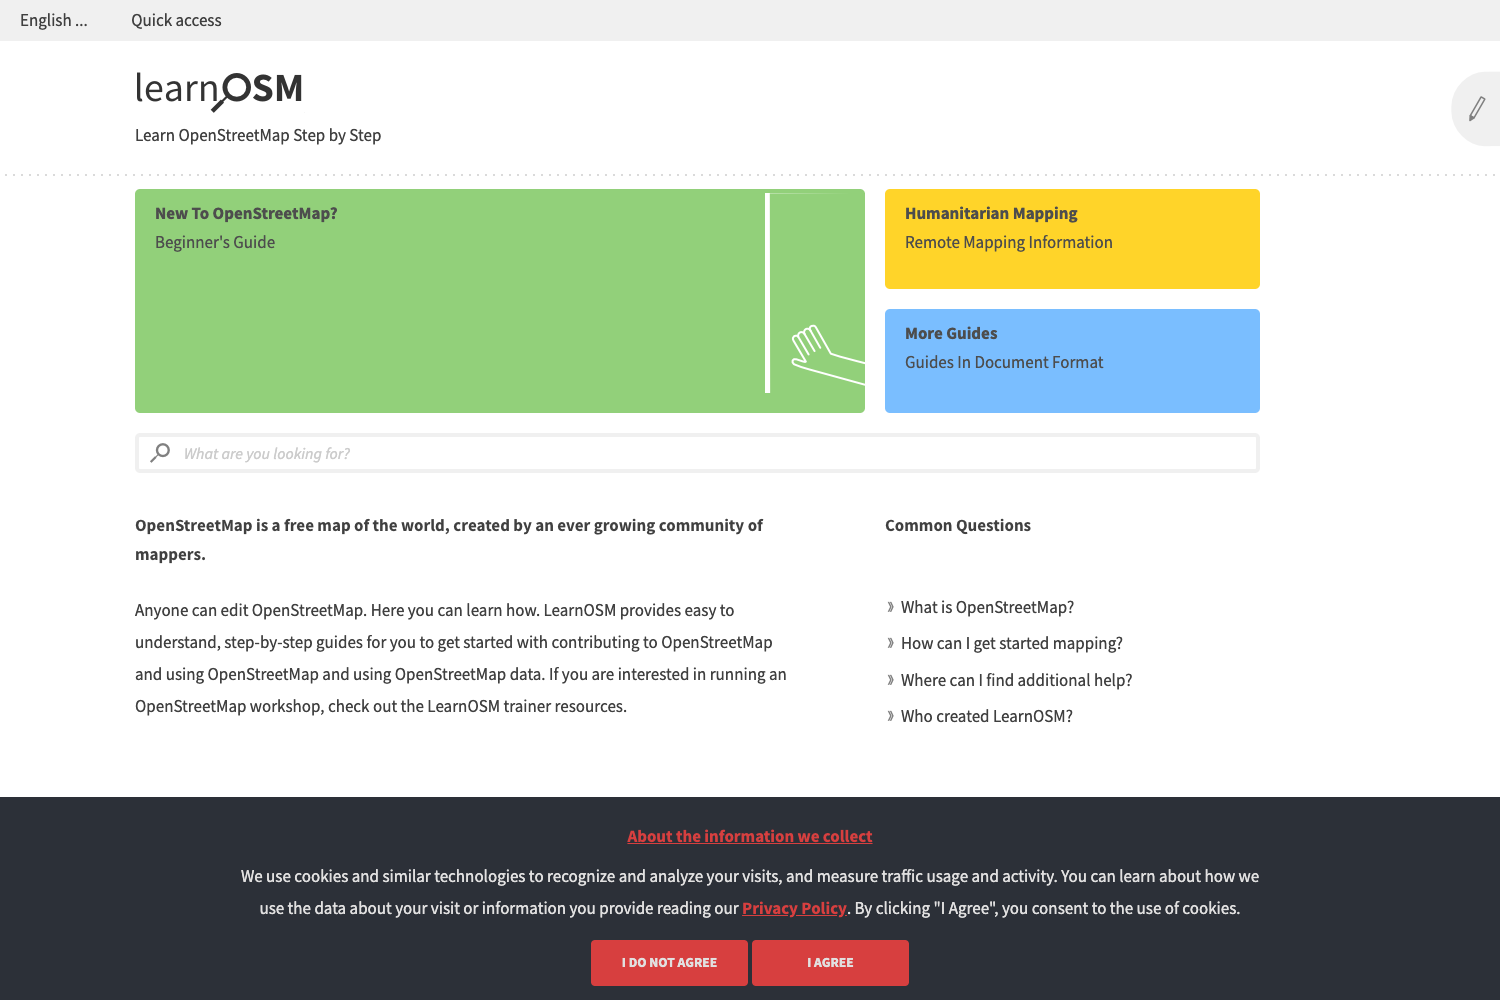 English ... Quick access
learnOSM
Learn OpenStreetMap Step by Step
New To OpenStreetMap?
Beginner's Guide
Humanitarian Mapping
Remote Mapping Information
More Guides
Guides In Document Format
What are you looking for?
OpenStreetMap is a free map of the world, created by an ever growing community of
mappers.
Anyone can edit OpenStreetMap. Here you can learn how. LearnOSM provides easy to
understand, step-by-step guides for you to get started with contributing to OpenStreetMap
and using OpenStreetMap and using OpenStreetMap data. If you are interested in running an
OpenStreetMap workshop, check out the LearnOSM trainer resources.
Common Questions
» What is OpenStreetMap?
» How can I get started mapping?
» Where can I find additional help?
» Who created LearnOSM?
About the information we collect
We use cookies and similar technologies to recognize and analyze your visits, and measure traffic usage and activity. You can learn about how we
use the data about your visit or information you provide reading our Privacy Policy. By clicking "I Agree", you consent to the use of cookies.
I DO NOT AGREE I AGREE